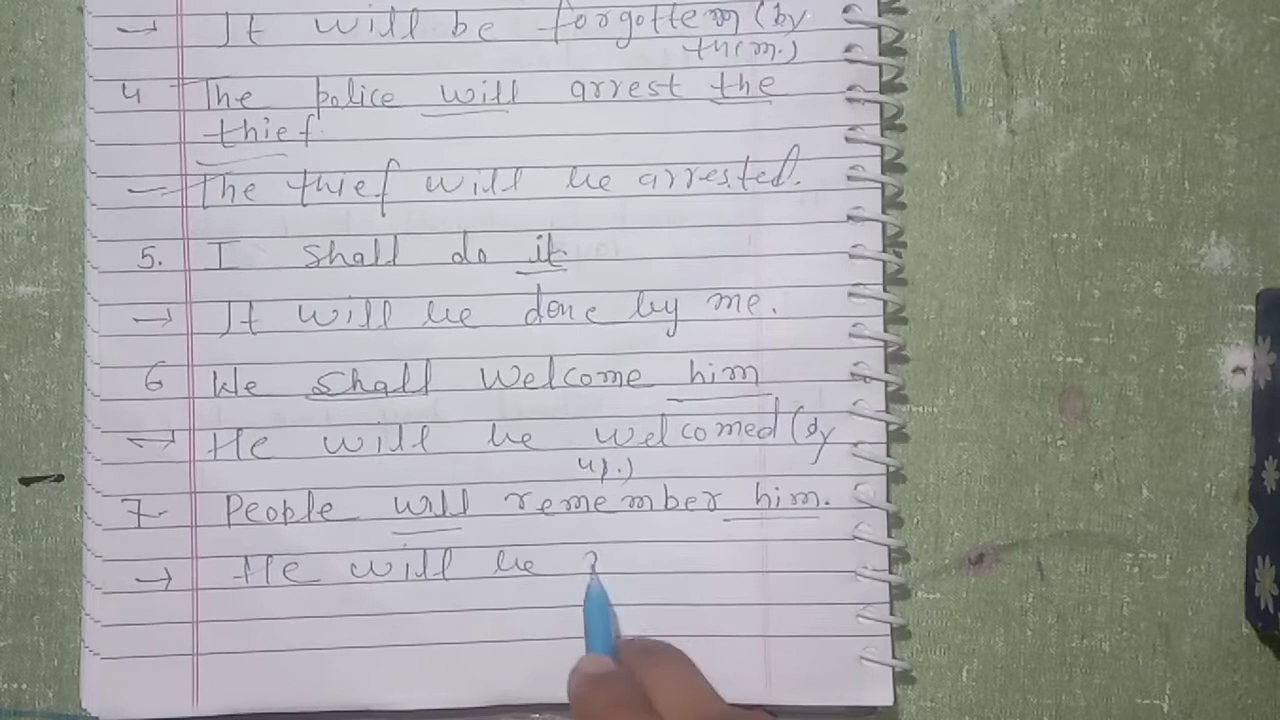 → It will be forgotten (by
them.)
4 The police will arrest the
thief.
→ The thief will be arrested.
5. I shall do it
→ It will be done by me.
6 We shall welcome him
→ He will be welcomed (by
us.)
7- People will remember him.
→ He will be